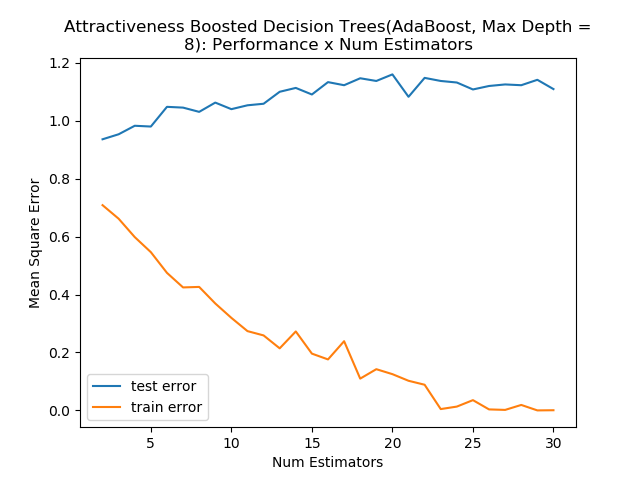 Attractiveness Boosted Decision Trees(AdaBoost, Max Depth =
8): Performance x Num Estimators
1.2
1.0
0.8
0.6
0.4
0.2
0.0
Mean Square Error
test error
train error
5
10
15
20
25
30
Num Estimators